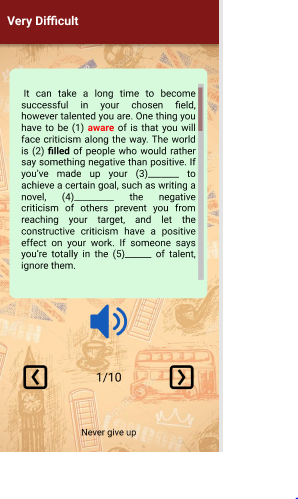 Very Difficult
It can take a long time to become
successful in your chosen field,
however talented you are. One thing you
have to be (1) aware of is that you will
face criticism along the way. The world
is (2) filled of people who would rather
say something negative than positive. If
you've made up your (3)______ to
achieve a certain goal, such as writing a
novel, (4)________ the negative
criticism of others prevent you from
reaching your target, and let the
constructive criticism have a positive
effect on your work. If someone says
you're totally in the (5)_____ of talent,
ignore them.
1/10
Never give up